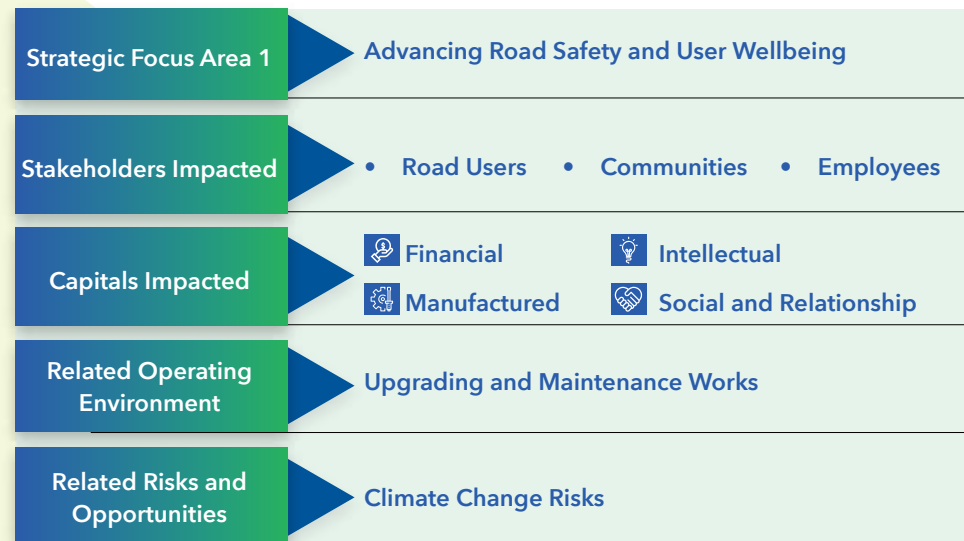 Strategic Focus Area 1
Advancing Road Safety and User Wellbeing
Stakeholders Impacted
• Road Users • Communities • Employees
Capitals Impacted
Financial
Intellectual
Manufactured
Social and Relationship
Related Operating
Environment
Upgrading and Maintenance Works
Related Risks and
Opportunities
Climate Change Risks